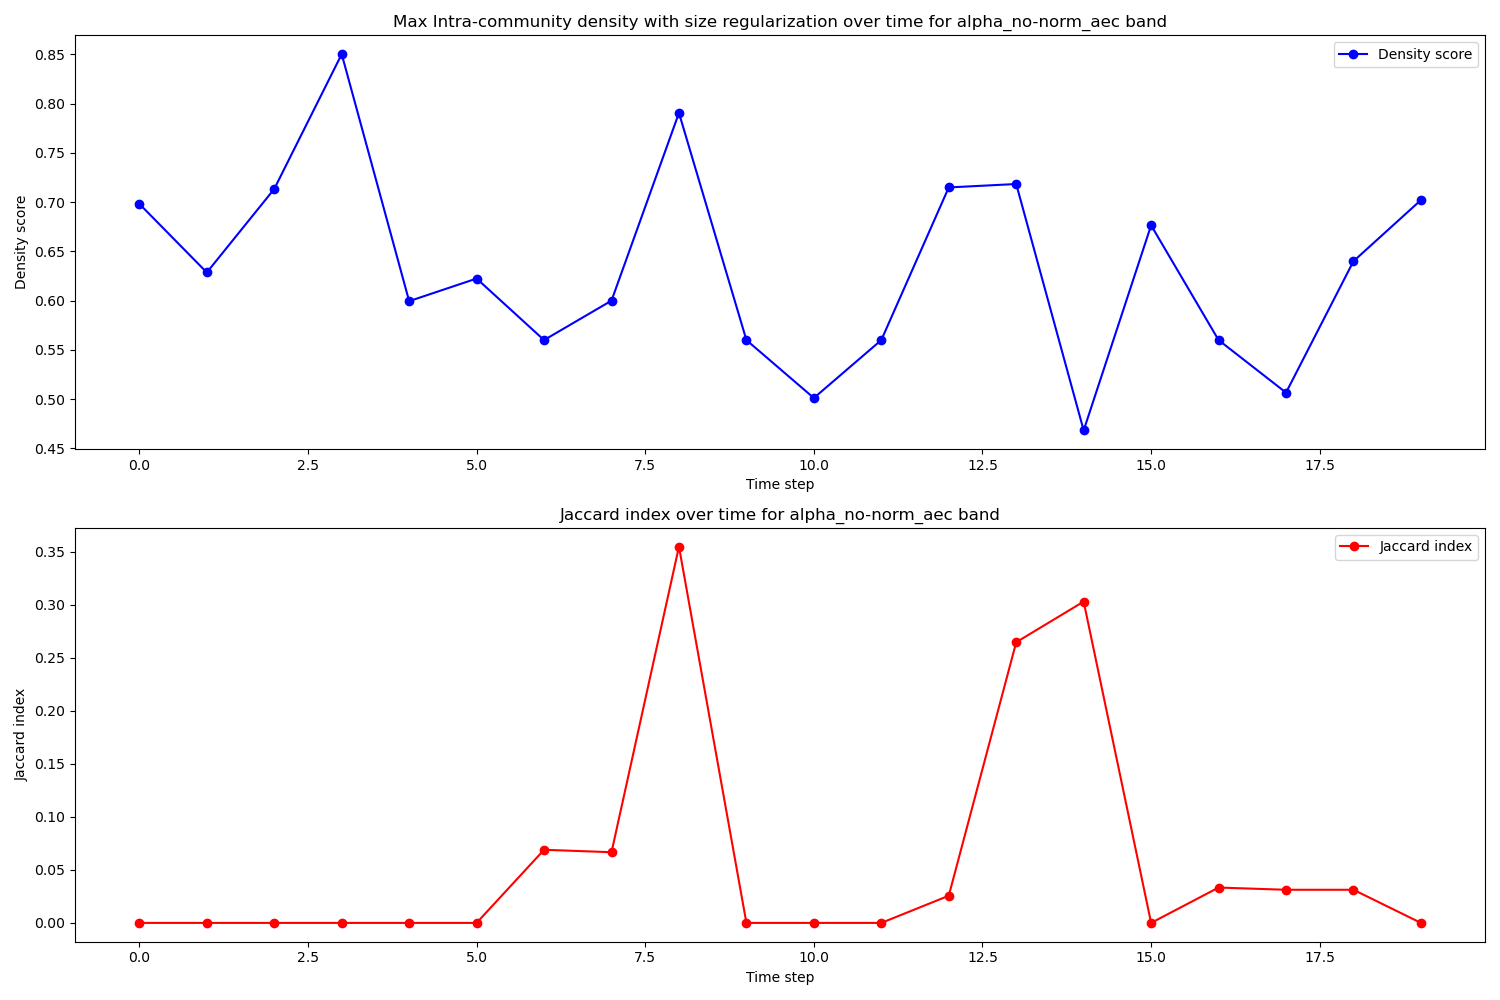 Max Intra-community density with size regularization over time for alpha_no-norm_aec band
Density score
0.85
0.80
0.75
0.70
0.65
0.60
0.55
0.50
0.45
Density score
0.0 2.5 5.0 7.5 10.0 12.5 15.0 17.5
Time step
Jaccard index over time for alpha_no-norm_aec band
Jaccard index
0.35
0.30
0.25
0.20
0.15
0.10
0.05
0.00
Jaccard index
0.0 2.5 5.0 7.5 10.0 12.5 15.0 17.5
Time step